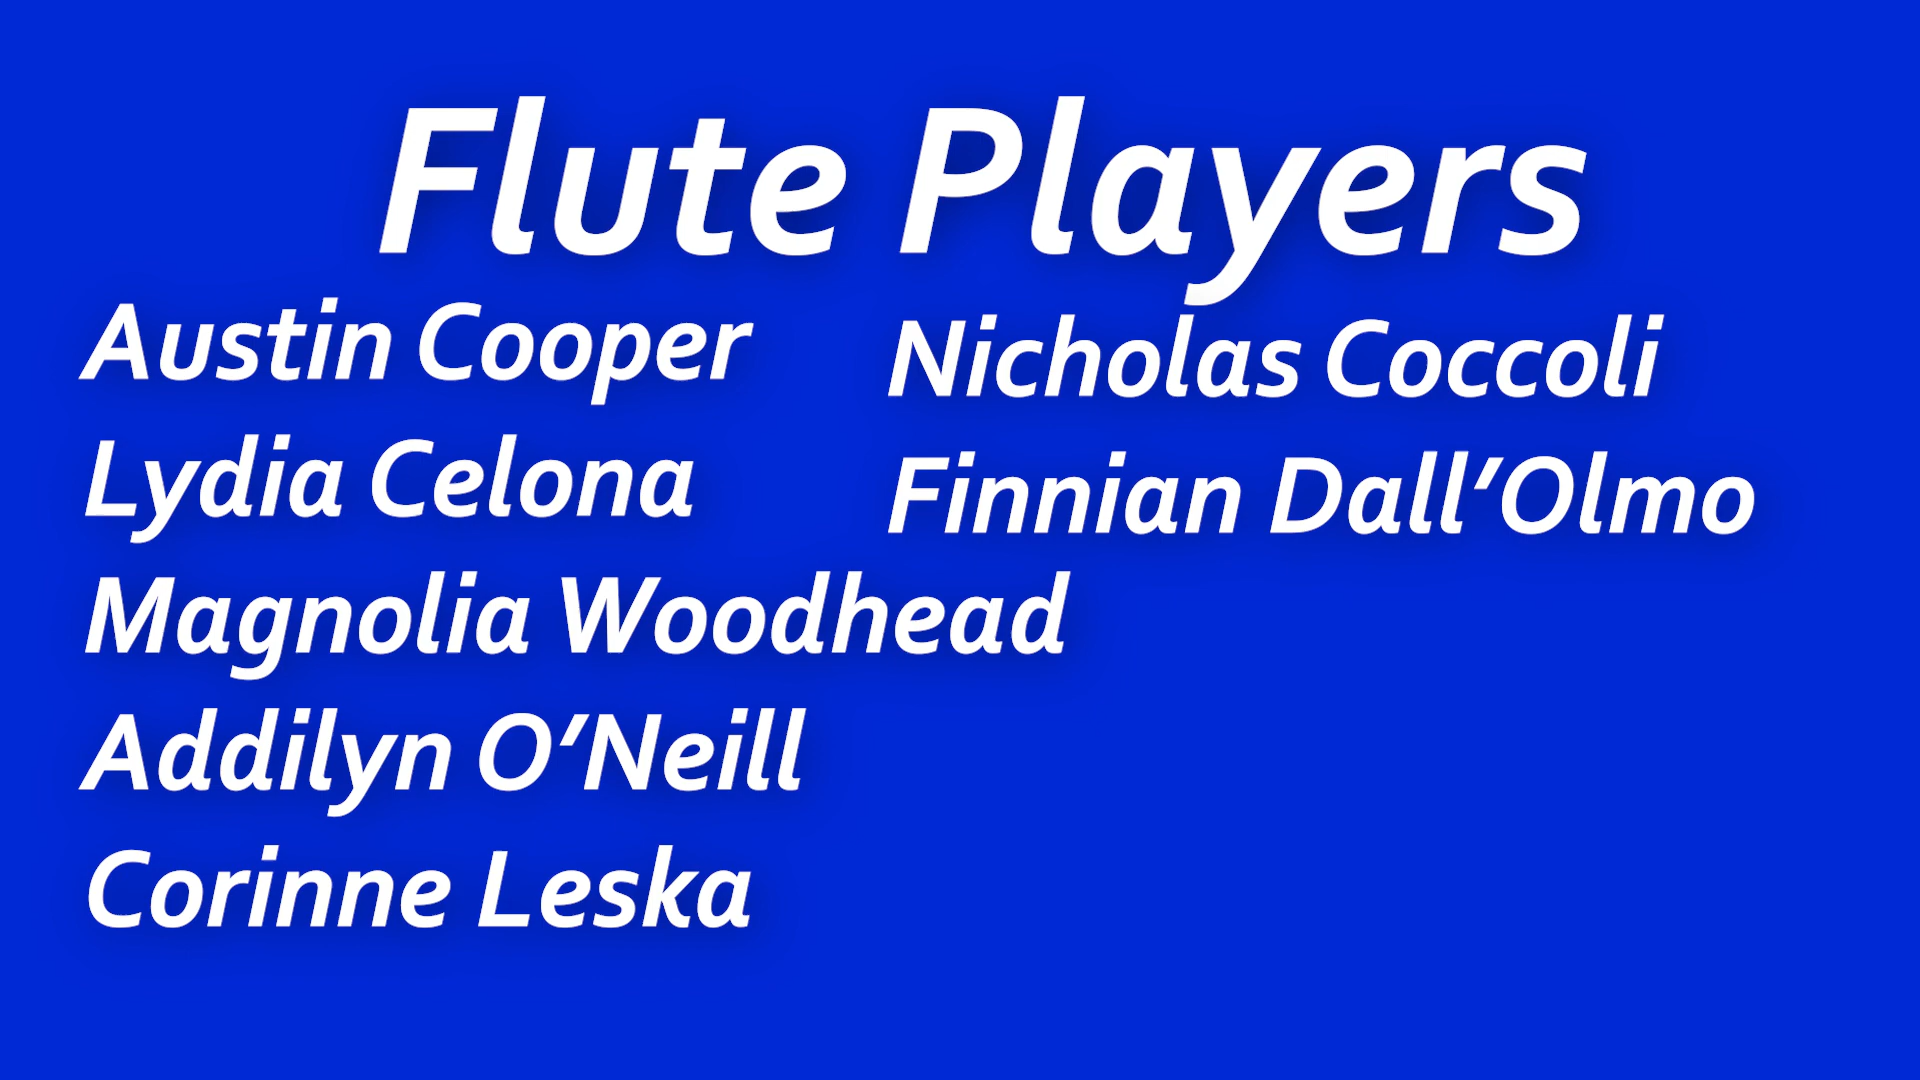 Flute Players
Austin Cooper
Lydia Celona
Magnolia Woodhead
Addilyn O’Neill
Corinne Leska
Nicholas Coccoli
Finnian Dall’Olmo